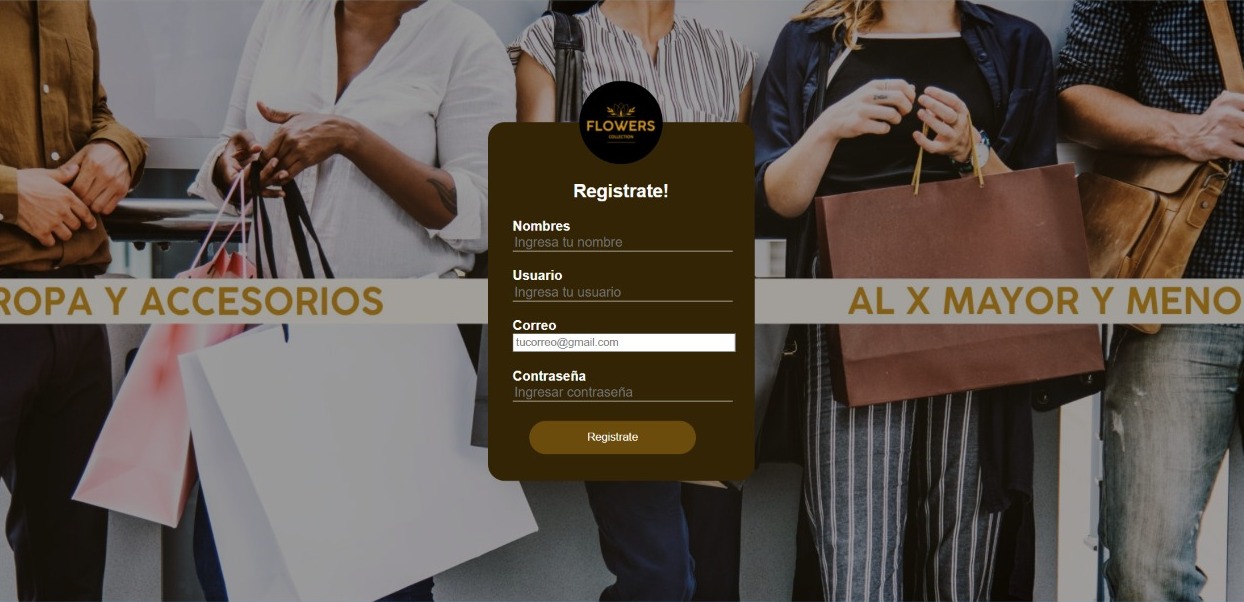 FLOWERS
COLLECTION
Registrate!
Nombres
Ingresa tu nombre
Usuario
Ingresa tu usuario
ROPA Y ACCESORIOS
AL X MAYOR Y MENO
Correo
tucorreo@gmail.com
Contraseña
Ingresar contraseña
Registrate